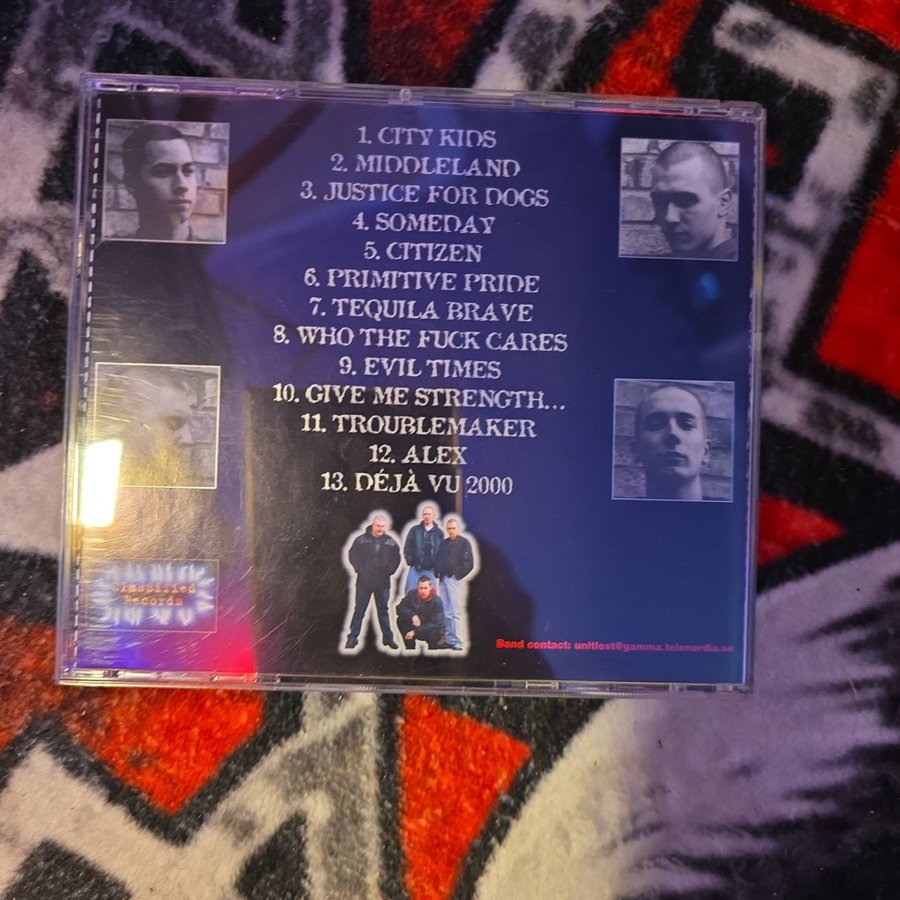 1. CITY KIDS
2. MIDDLELAND
3. JUSTICE FOR DOGS
4. SOMEDAY
5. CITIZEN
6. PRIMITIVE PRIDE
7. TEQUILA BRAVE
8. WHO THE FUCK CARES
9. EVIL TIMES
10. GIVE ME STRENGTH...
11. TROUBLEMAKER
12. ALEX
13. DÉJÀ VU 2000
Classified
Records
Band contact: unitlost@gamma.telenordia.se